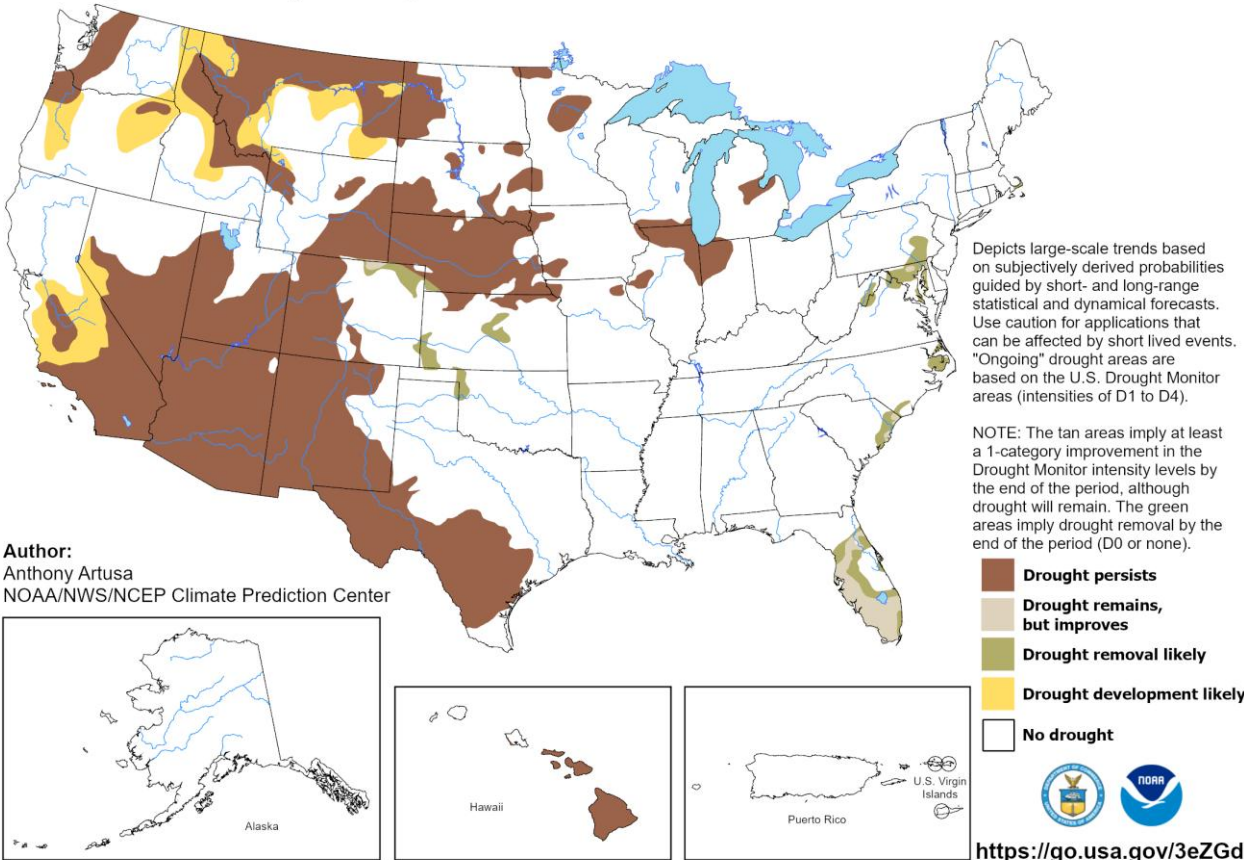 Depicts large-scale trends based
on subjectively derived probabilities
guided by short- and long-range
statistical and dynamical forecasts.
Use caution for applications that
can be affected by short lived events.
"Ongoing" drought areas are
based on the U.S. Drought Monitor
areas (intensities of D1 to D4).
NOTE: The tan areas imply at least
a 1-category improvement in the
Drought Monitor intensity levels by
the end of the period, although
drought will remain. The green
areas imply drought removal by the
end of the period (D0 or none).
Author:
Anthony Artusa
NOAA/NWS/NCEP Climate Prediction Center
Drought persists
Drought remains,
but improves
Drought removal likely
Drought development likely
No drought
Alaska
Hawaii
Puerto Rico
U.S. Virgin
Islands
NOAA
https://go.usa.gov/3eZGd